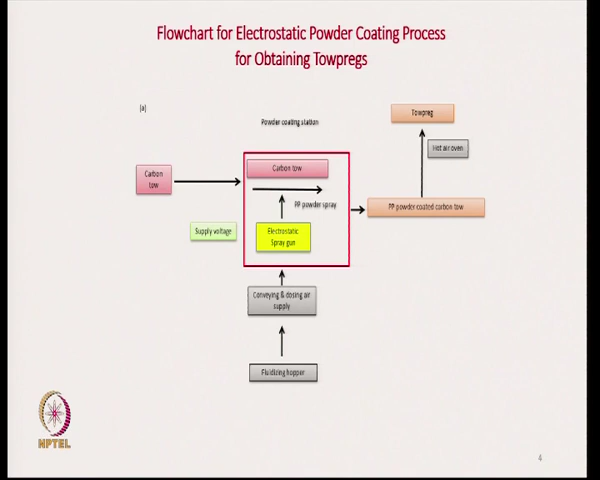 Flowchart for Electrostatic Powder Coating Process
for Obtaining Towpregs
(a)
Towpreg
Powder coating station
Hot air oven
Carbon
tow
Carbon tow
PP powder spray
PP powder coated carbon tow
Supply voltage
Electrostatic
Spray gun
Conveying & dosing air
supply
Fluidizing hopper
NPTEL
4